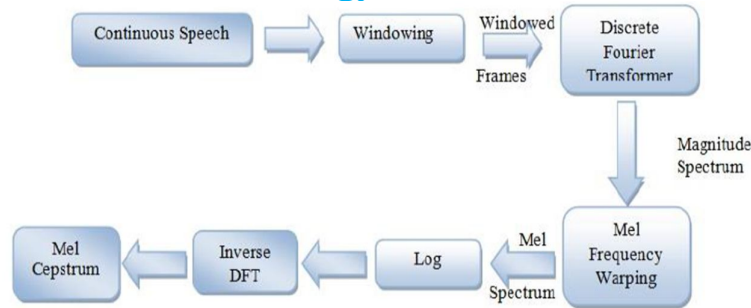 Continuous Speech
Windowing
Windowed
Frames
Discrete
Fourier
Transformer
Magnitude
Spectrum
Mel
Frequency
Warping
Mel
Spectrum
Log
Inverse
DFT
Mel
Cepstrum